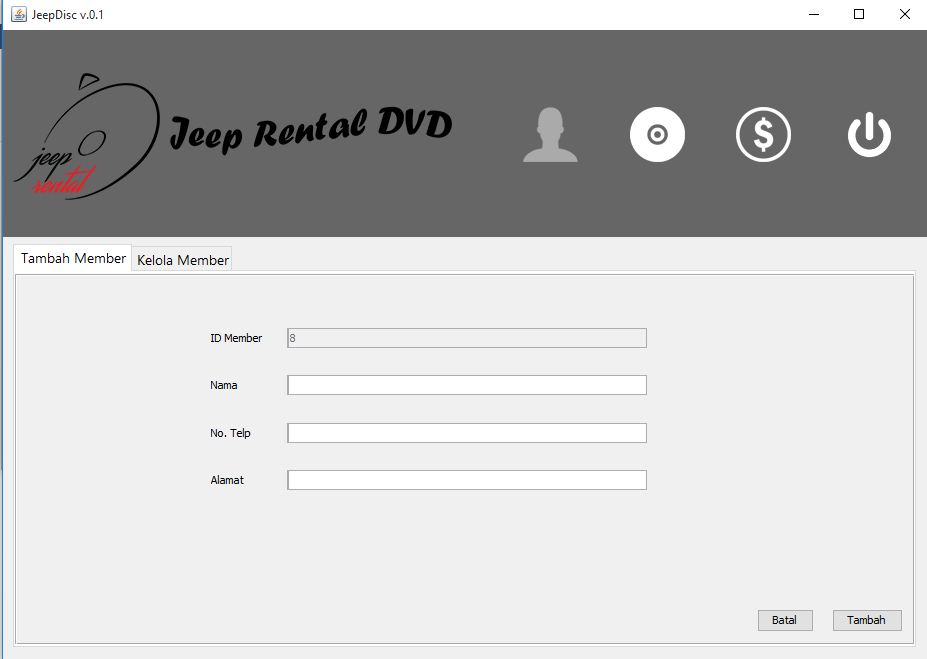 JeepDisc v.0.1
jeep
rental
Jeep Rental DVD
$
Tambah Member
Kelola Member
ID Member 8
Nama
No. Telp
Alamat
Batal Tambah